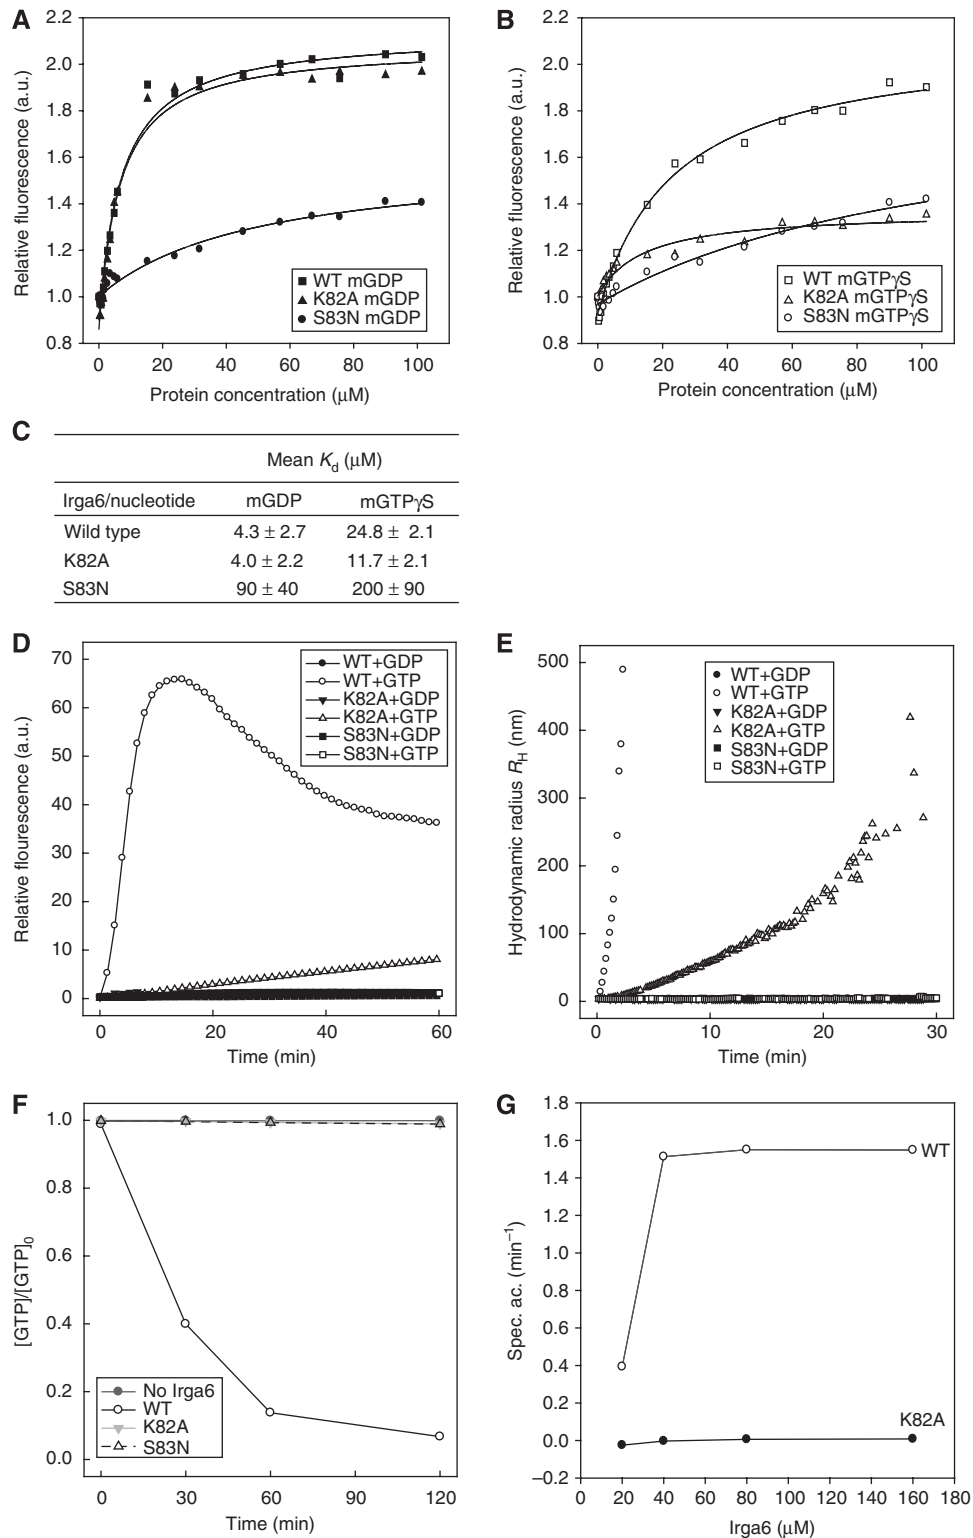 A
Relative fluorescence (a.u.)
2.2
2.0
1.8
1.6
1.4
1.2
1.0
0.8
WT mGDP
K82A mGDP
S83N mGDP
0 20 40 60 80 100
Protein concentration (μM)
B
Relative fluorescence (a.u.)
2.2
2.0
1.8
1.6
1.4
1.2
1.0
0.8
WT mGTPγS
K82A mGTPγS
S83N mGTPγS
0 20 40 60 80 100
Protein concentration (μM)
C
Mean Kd (μM)
Irga6/nucleotide mGDP mGTPγS
Wild type 4.3 ± 2.7 24.8 ± 2.1
K82A 4.0 ± 2.2 11.7 ± 2.1
S83N 90 ± 40 200 ± 90
D
Relative flourescence (a.u.)
70
60
50
40
30
20
10
0
WT+GDP
WT+GTP
K82A+GDP
K82A+GTP
S83N+GDP
S83N+GTP
0 20 40 60
Time (min)
E
Hydrodynamic radius RH (nm)
500
400
300
200
100
0
WT+GDP
WT+GTP
K82A+GDP
K82A+GTP
S83N+GDP
S83N+GTP
0 10 20 30
Time (min)
F
[GTP]/[GTP]0
1.0
0.8
0.6
0.4
0.2
0.0
No Irga6
WT
K82A
S83N
0 30 60 90 120
Time (min)
G
Spec. ac. (min−1)
1.8
1.6
1.4
1.2
1.0
0.8
0.6
0.4
0.2
0.0
−0.2
WT
K82A
0 20 40 60 80 100 120 140 160 180
Irga6 (μM)